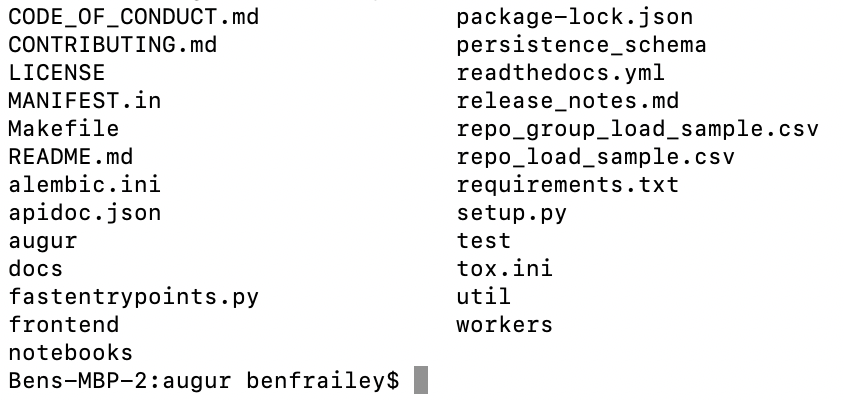 CODE_OF_CONDUCT.md package-lock.json
CONTRIBUTING.md persistence_schema
LICENSE readthedocs.yml
MANIFEST.in release_notes.md
Makefile repo_group_load_sample.csv
README.md repo_load_sample.csv
alembic.ini requirements.txt
apidoc.json setup.py
augur test
docs tox.ini
fastentrypoints.py util
frontend workers
notebooks
Bens-MBP-2:augur benfrailey$